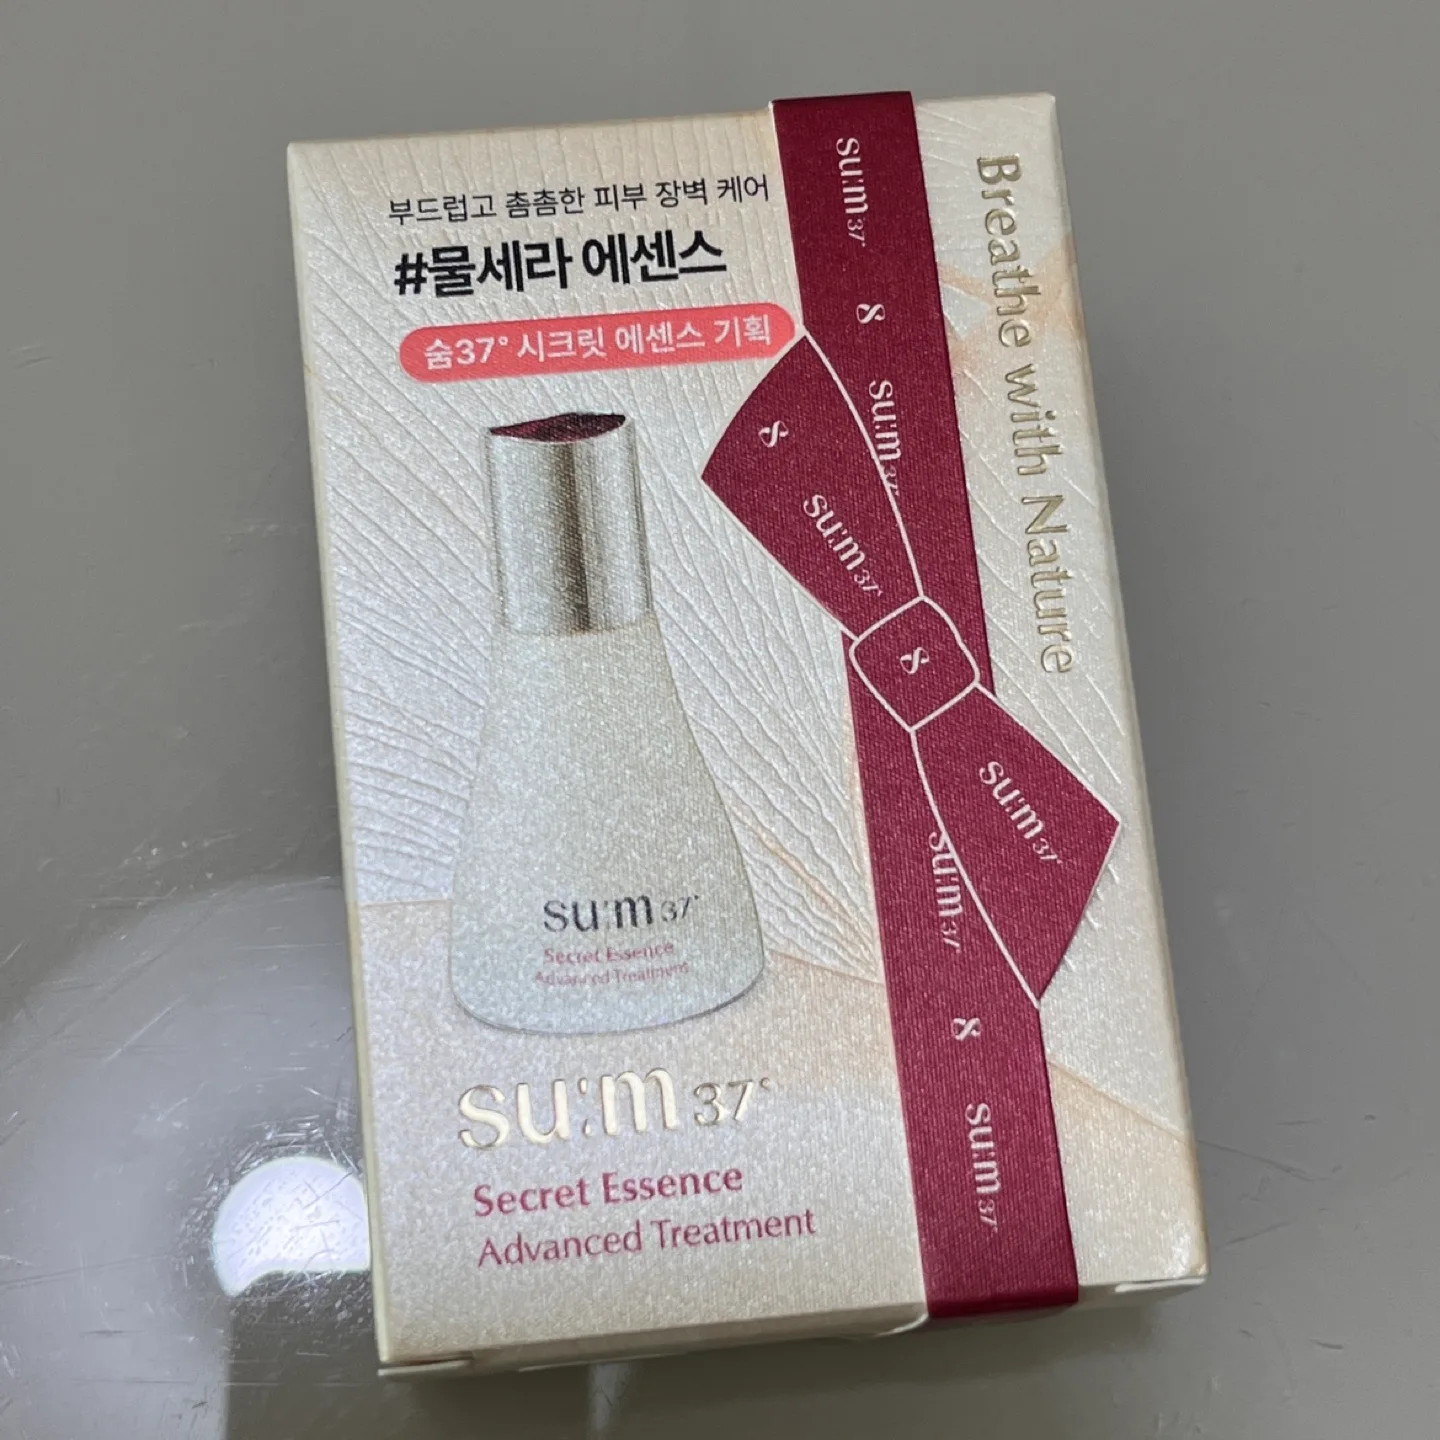 부드럽고 촘촘한 피부 장벽 케어
#물세라 에센스
숨37° 시크릿 에센스 기획
su:m37°
Secret Essence
Advanced Treatment
su:m37°
Secret Essence
Advanced Treatment
su:m37°
su:m37°
su:m37°
su:m37°
su:m37°
su:m37°
Breathe with Nature